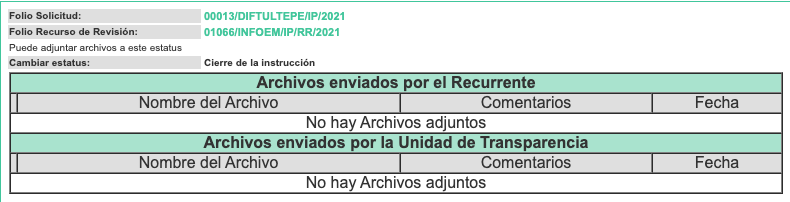 Folio Solicitud: 00013/DIFTULTEPE/IP/2021
Folio Recurso de Revisión: 01066/INFOEM/IP/RR/2021
Puede adjuntar archivos a este estatus
Cambiar estatus: Cierre de la instrucción
Archivos enviados por el Recurrente
Nombre del Archivo Comentarios Fecha
No hay Archivos adjuntos
Archivos enviados por la Unidad de Transparencia
Nombre del Archivo Comentarios Fecha
No hay Archivos adjuntos